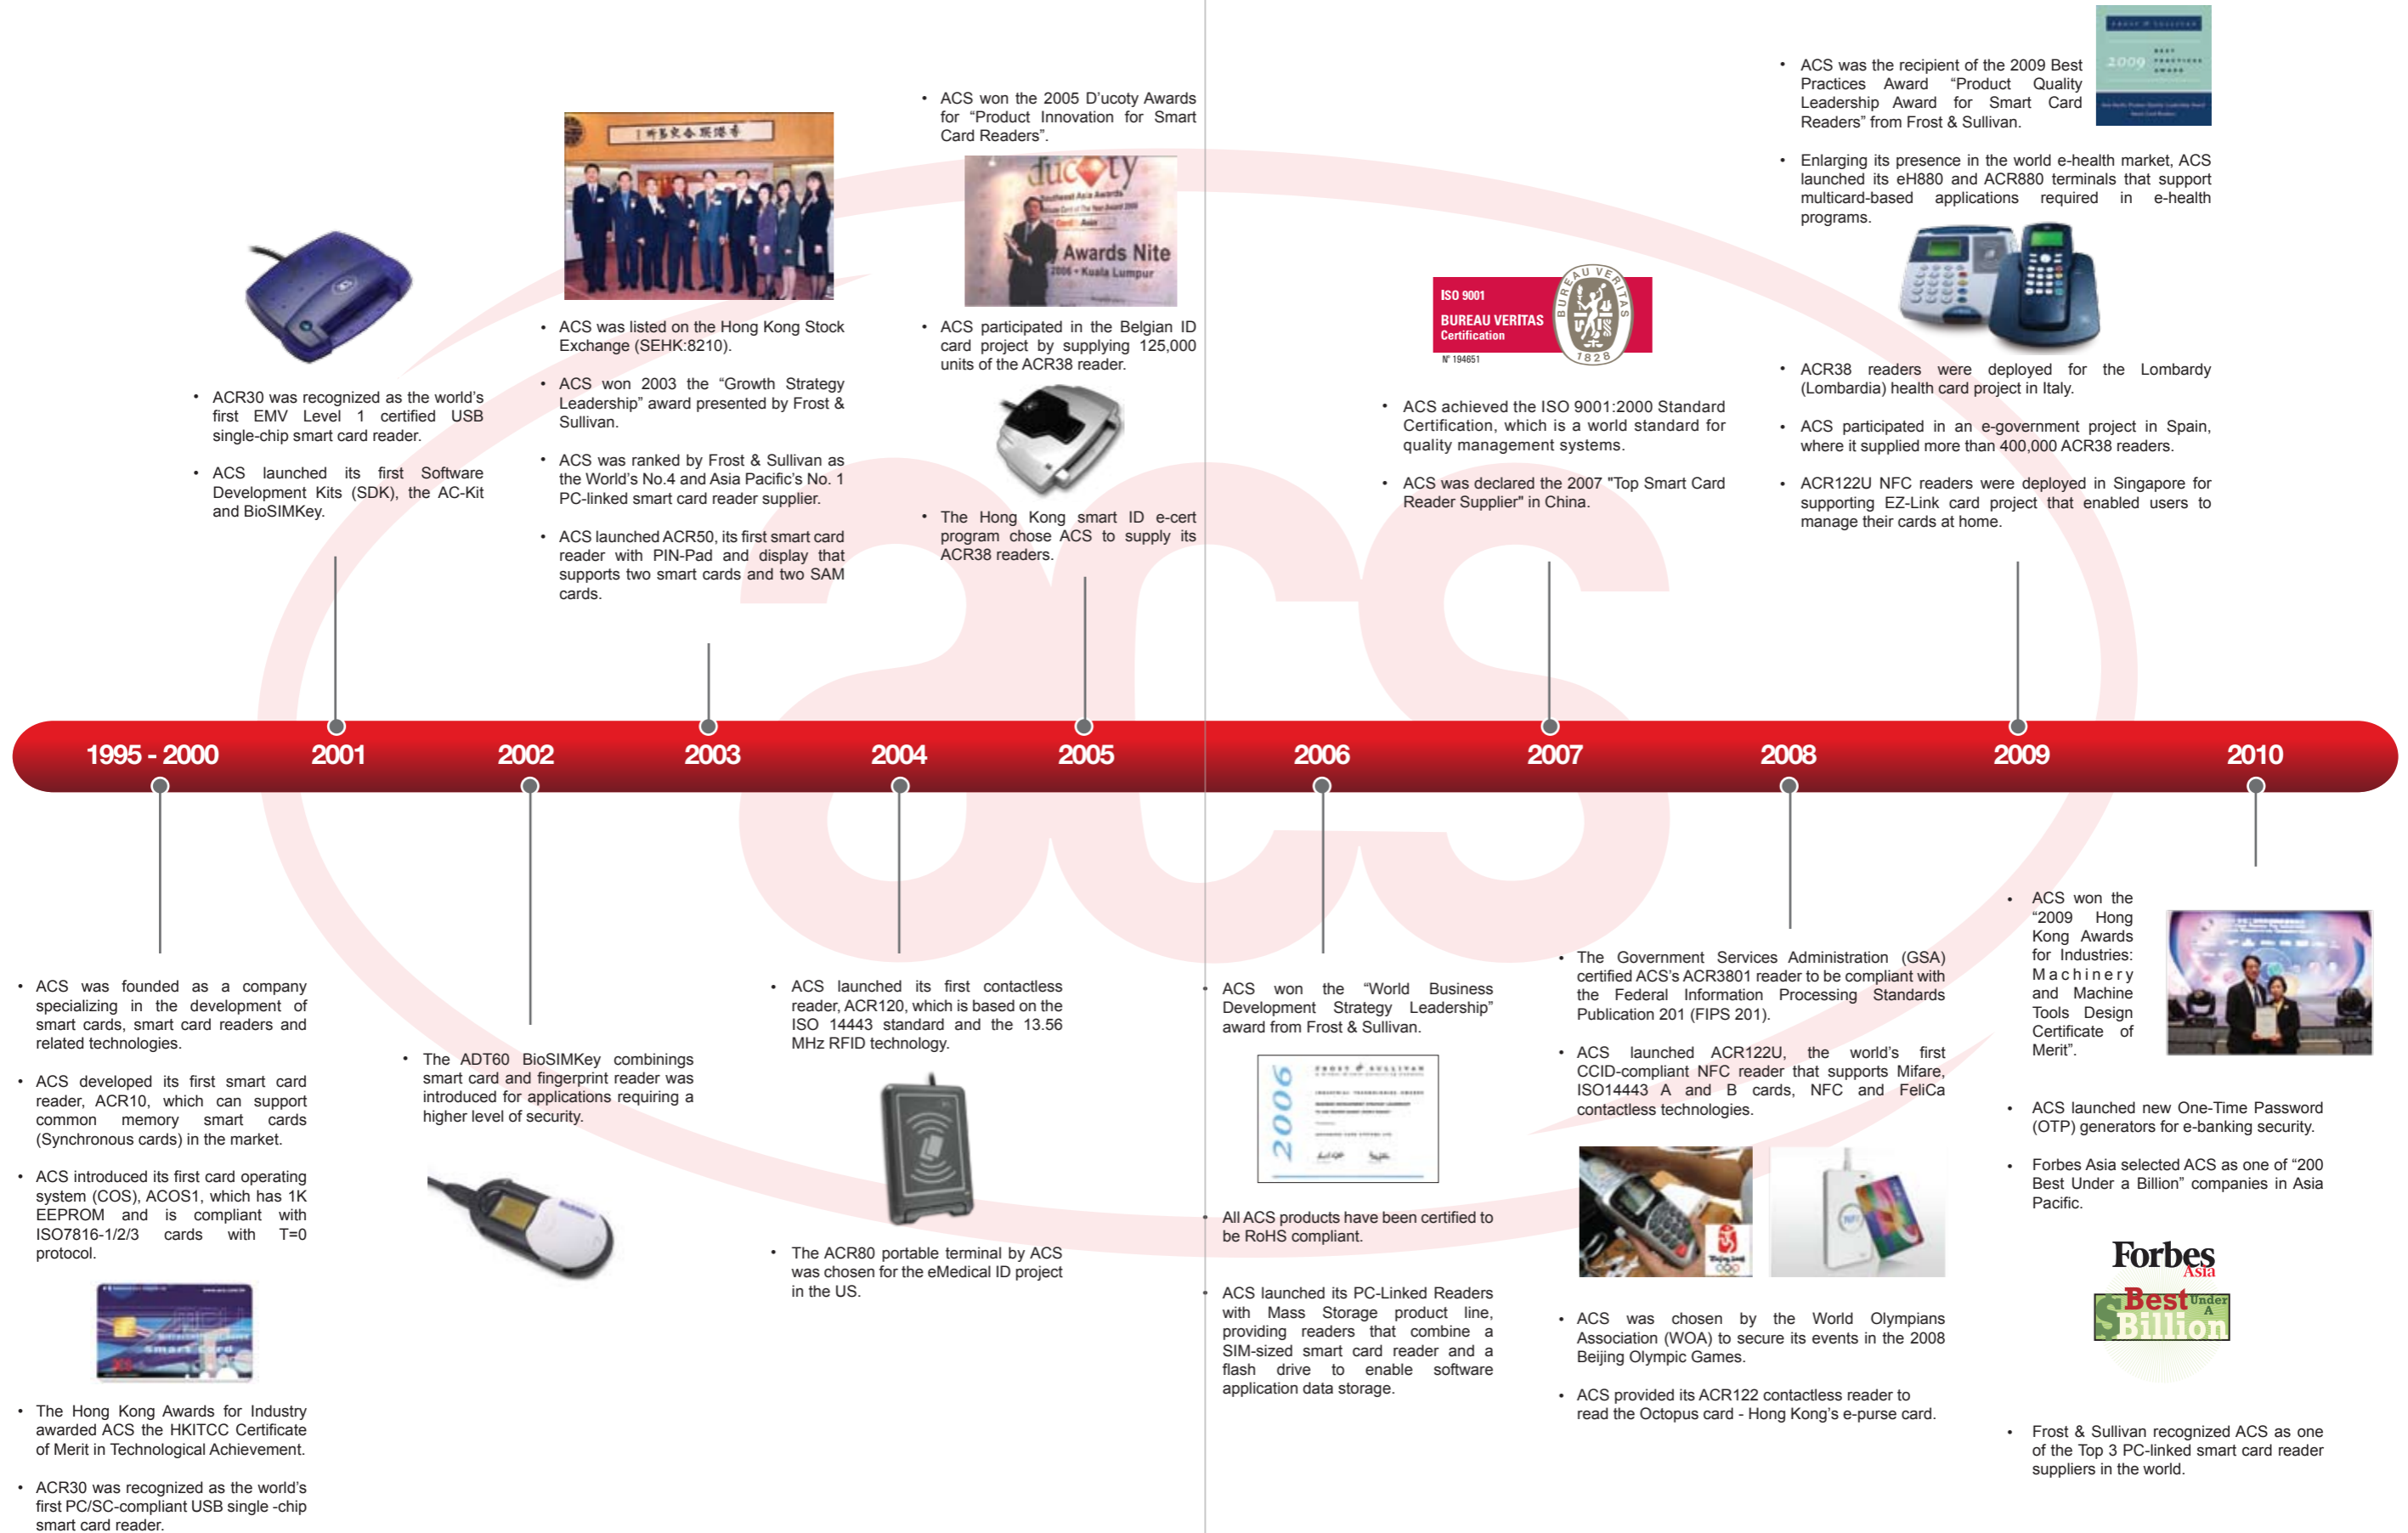 • ACR30 was recognized as the world's
first EMV Level 1 certified USB
single-chip smart card reader.
• ACS launched its first Software
Development Kits (SDK), the AC-Kit
and BioSIMKey.
• ACS was listed on the Hong Kong Stock
Exchange (SEHK:8210).
• ACS won 2003 the “Growth Strategy
Leadership” award presented by Frost &
Sullivan.
• ACS was ranked by Frost & Sullivan as
the World's No.4 and Asia Pacific's No. 1
PC-linked smart card reader supplier.
• ACS launched ACR50, its first smart card
reader with PIN-Pad and display that
supports two smart cards and two SAM
cards.
• ACS won the 2005 D'ucoty Awards
for “Product Innovation for Smart
Card Readers”.
ducoty
Southeast Asia Awards
Awards Nite
2006 • Kuala Lumpur
• ACS participated in the Belgian ID
card project by supplying 125,000
units of the ACR38 reader.
• The Hong Kong smart ID e-cert
program chose ACS to supply its
ACR38 readers.
ISO 9001
BUREAU VERITAS
Certification
N° 194651
BUREAU VERITAS
1828
• ACS achieved the ISO 9001:2000 Standard
Certification, which is a world standard for
quality management systems.
• ACS was declared the 2007 "Top Smart Card
Reader Supplier" in China.
• ACS was the recipient of the 2009 Best
Practices Award “Product Quality
Leadership Award for Smart Card
Readers” from Frost & Sullivan.
FROST & SULLIVAN
2009
BEST
PRACTICES
AWARD
• Enlarging its presence in the world e-health market, ACS
launched its eH880 and ACR880 terminals that support
multicard-based applications required in e-health
programs.
• ACR38 readers were deployed for the Lombardy
(Lombardia) health card project in Italy.
• ACS participated in an e-government project in Spain,
where it supplied more than 400,000 ACR38 readers.
• ACR122U NFC readers were deployed in Singapore for
supporting EZ-Link card project that enabled users to
manage their cards at home.
acs
1995 - 2000 2001 2002 2003 2004 2005 2006 2007 2008 2009 2010
• ACS was founded as a company
specializing in the development of
smart cards, smart card readers and
related technologies.
• ACS developed its first smart card
reader, ACR10, which can support
common memory smart cards
(Synchronous cards) in the market.
• ACS introduced its first card operating
system (COS), ACOS1, which has 1K
EEPROM and is compliant with
ISO7816-1/2/3 cards with T=0
protocol.
Smart Card
ACS
• The Hong Kong Awards for Industry
awarded ACS the HKITCC Certificate
of Merit in Technological Achievement.
• ACR30 was recognized as the world's
first PC/SC-compliant USB single -chip
smart card reader.
• The ADT60 BioSIMKey combinings
smart card and fingerprint reader was
introduced for applications requiring a
higher level of security.
• ACS launched its first contactless
reader, ACR120, which is based on the
ISO 14443 standard and the 13.56
MHz RFID technology.
• The ACR80 portable terminal by ACS
was chosen for the eMedical ID project
in the US.
• ACS won the “World Business
Development Strategy Leadership”
award from Frost & Sullivan.
2006
FROST & SULLIVAN
• All ACS products have been certified to
be RoHS compliant.
• ACS launched its PC-Linked Readers
with Mass Storage product line,
providing readers that combine a
SIM-sized smart card reader and a
flash drive to enable software
application data storage.
• The Government Services Administration (GSA)
certified ACS's ACR3801 reader to be compliant with
the Federal Information Processing Standards
Publication 201 (FIPS 201).
• ACS launched ACR122U, the world's first
CCID-compliant NFC reader that supports Mifare,
ISO14443 A and B cards, NFC and FeliCa
contactless technologies.
NFC
• ACS was chosen by the World Olympians
Association (WOA) to secure its events in the 2008
Beijing Olympic Games.
• ACS provided its ACR122 contactless reader to
read the Octopus card - Hong Kong's e-purse card.
• ACS won the
“2009 Hong
Kong Awards
for Industries:
Machinery
and Machine
Tools Design
Certificate of
Merit”.
• ACS launched new One-Time Password
(OTP) generators for e-banking security.
• Forbes Asia selected ACS as one of “200
Best Under a Billion” companies in Asia
Pacific.
Forbes
Asia
$Best Under
A
Billion
• Frost & Sullivan recognized ACS as one
of the Top 3 PC-linked smart card reader
suppliers in the world.